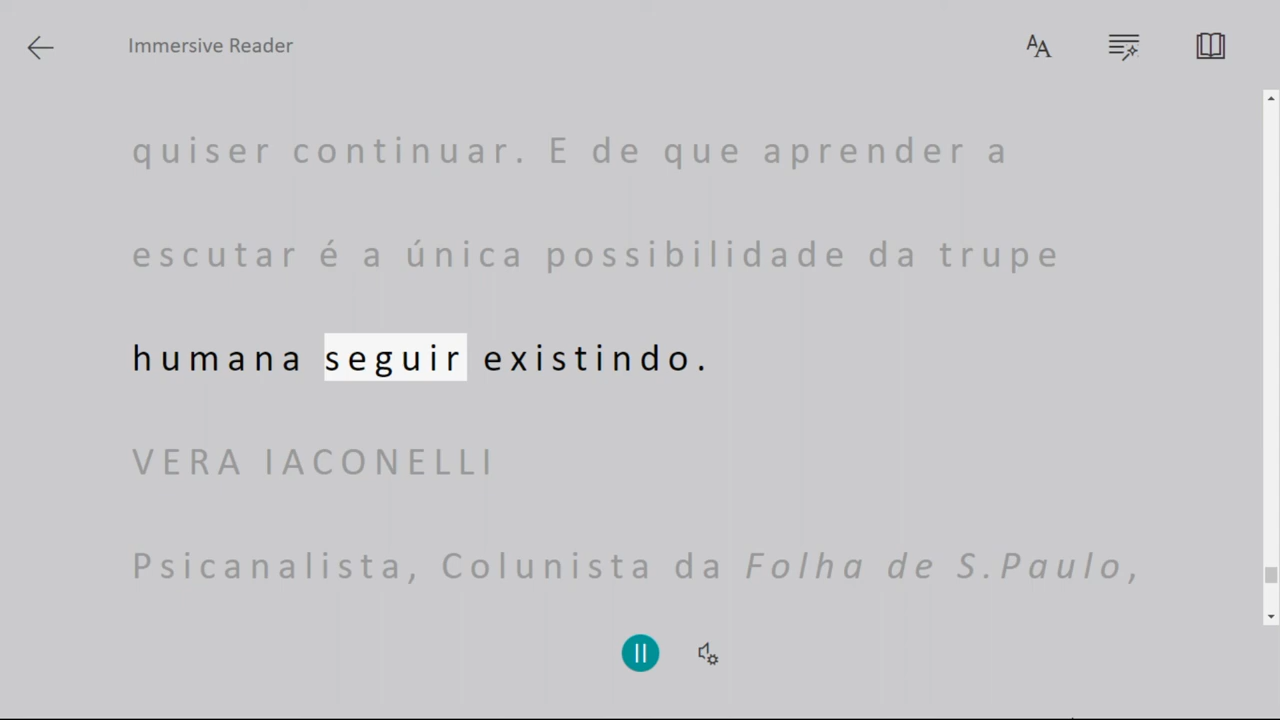 Immersive Reader
quiser continuar. E de que aprender a
escutar é a única possibilidade da trupe
humana seguir existindo.
VERA IACONELLI
Psicanalista, Colunista da Folha de S.Paulo,